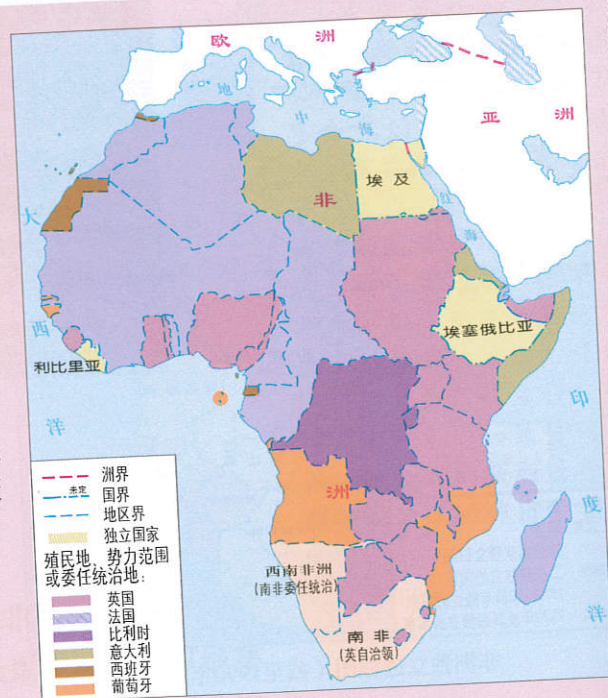 欧 洲
地 中 海
亚 洲
非 洲
埃及
红海
大西洋
埃塞俄比亚
利比里亚
印度洋
西南非洲
(南非委任统治)
南非
(英自治领)
洲界
未定
国界
地区界
独立国家
殖民地、势力范围
或委任统治地:
英国
法国
比利时
意大利
西班牙
葡萄牙